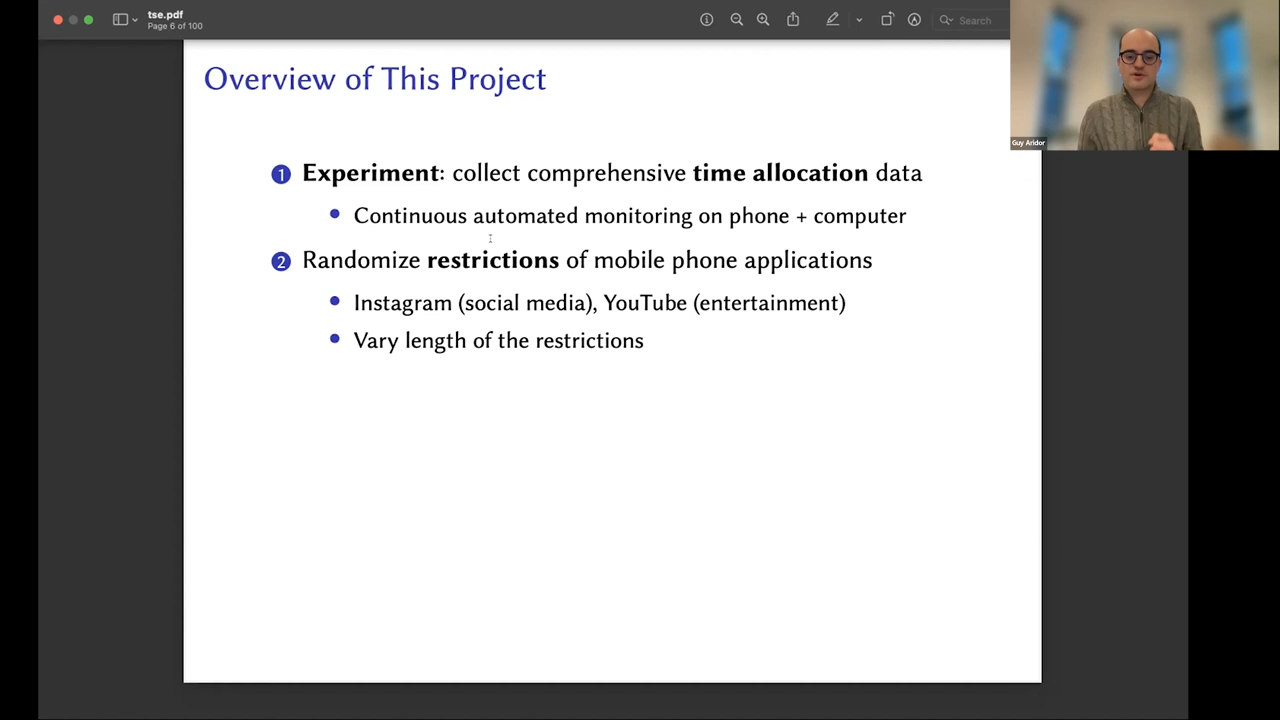 tse.pdf
Page 6 of 100
Search
Guy Aridor
Overview of This Project
1 Experiment: collect comprehensive time allocation data
• Continuous automated monitoring on phone + computer
2 Randomize restrictions of mobile phone applications
• Instagram (social media), YouTube (entertainment)
• Vary length of the restrictions